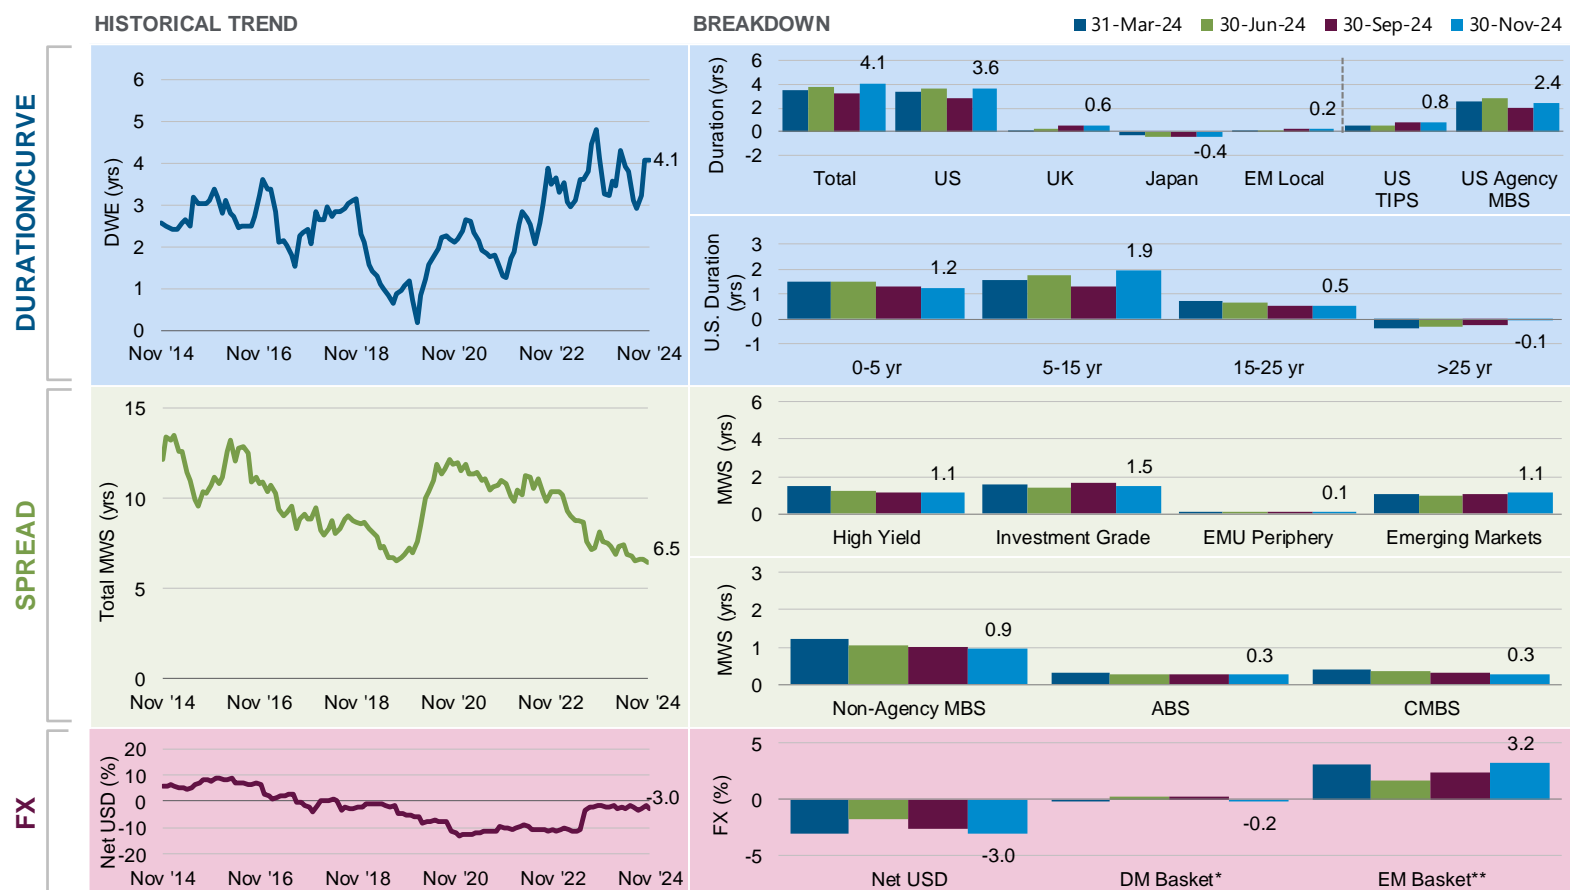 HISTORICAL TREND
BREAKDOWN
31-Mar-24 30-Jun-24 30-Sep-24 30-Nov-24
DURATION/CURVE
DWE (yrs)
6
5
4
3
2
1
0
4.1
Nov '14 Nov '16 Nov '18 Nov '20 Nov '22 Nov '24
Duration (yrs)
6
4
2
0
-2
4.1 3.6 0.6 -0.4 0.2 0.8 2.4
Total US UK Japan EM Local US TIPS US Agency MBS
U.S. Duration (yrs)
3
2
1
0
-1
1.2 1.9 0.5 -0.1
0-5 yr 5-15 yr 15-25 yr >25 yr
SPREAD
Total MWS (yrs)
15
10
5
0
6.5
Nov '14 Nov '16 Nov '18 Nov '20 Nov '22 Nov '24
MWS (yrs)
6
4
2
0
1.1 1.5 0.1 1.1
High Yield Investment Grade EMU Periphery Emerging Markets
MWS (yrs)
3
2
1
0
0.9 0.3 0.3
Non-Agency MBS ABS CMBS
FX
Net USD (%)
20
10
0
-10
-20
-3.0
Nov '14 Nov '16 Nov '18 Nov '20 Nov '22 Nov '24
FX (%)
5
0
-5
-3.0 -0.2 3.2
Net USD DM Basket* EM Basket**